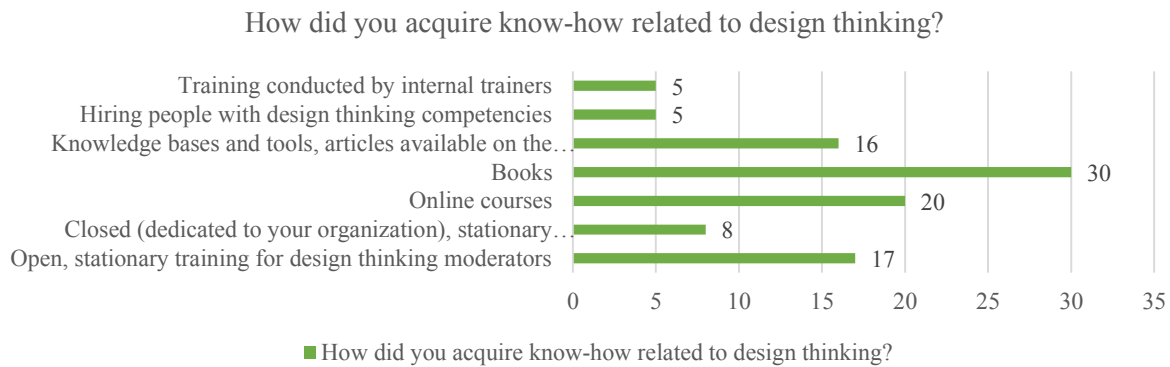 How did you acquire know-how related to design thinking?
Training conducted by internal trainers 5
Hiring people with design thinking competencies 5
Knowledge bases and tools, articles available on the… 16
Books 30
Online courses 20
Closed (dedicated to your organization), stationary… 8
Open, stationary training for design thinking moderators 17
0 5 10 15 20 25 30 35
How did you acquire know-how related to design thinking?